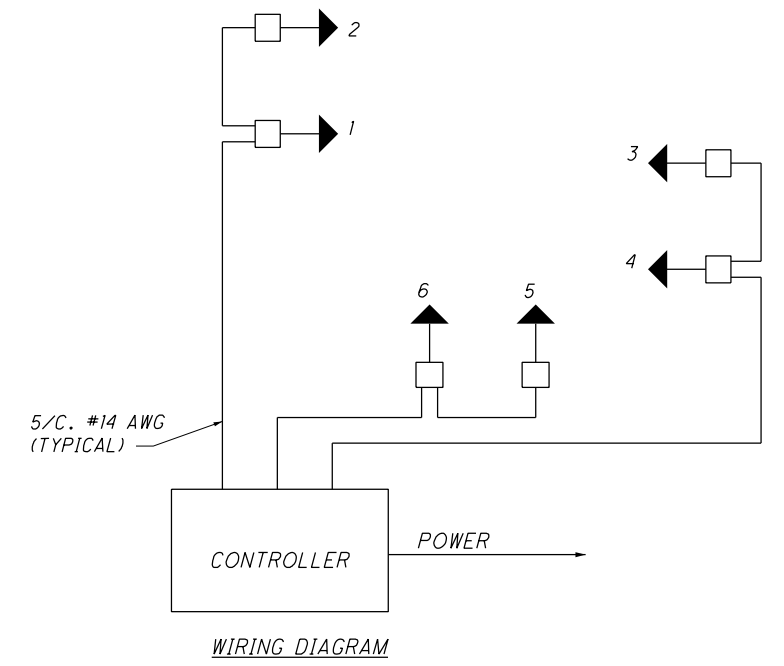 2
1
3
4
6
5
5/C. #14 AWG
(TYPICAL)
POWER
CONTROLLER
WIRING DIAGRAM